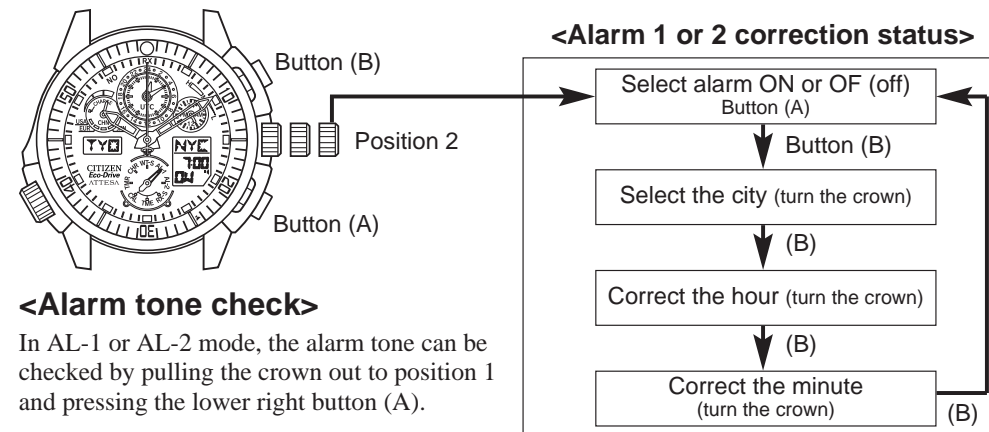 <Alarm 1 or 2 correction status>
Button (B)
Position 2
Button (A)
TYO
NYC
7:00
ON
CITIZEN
Eco-Drive
ATTESA
UTC
Select alarm ON or OF (off)
Button (A)
Button (B)
Select the city (turn the crown)
(B)
Correct the hour (turn the crown)
(B)
Correct the minute
(turn the crown)
(B)
<Alarm tone check>
In AL-1 or AL-2 mode, the alarm tone can be
checked by pulling the crown out to position 1
and pressing the lower right button (A).